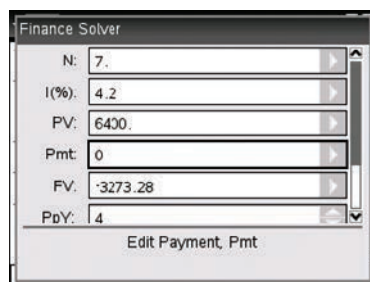 Finance Solver
N: 7.
I(%): 4.2
PV: 6400.
Pmt: 0
FV: -3273.28
PpY: 4
Edit Payment, Pmt